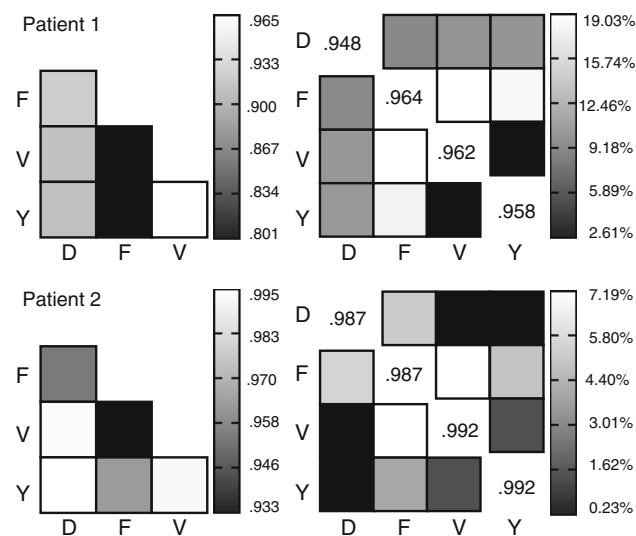 Patient 1
F
V
Y
D F V
.965
.933
.900
.867
.834
.801
D .948
F .964
V .962
Y .958
D F V Y
19.03%
15.74%
12.46%
9.18%
5.89%
2.61%
Patient 2
F
V
Y
D F V
.995
.983
.970
.958
.946
.933
D .987
F .987
V .992
Y .992
D F V Y
7.19%
5.80%
4.40%
3.01%
1.62%
0.23%